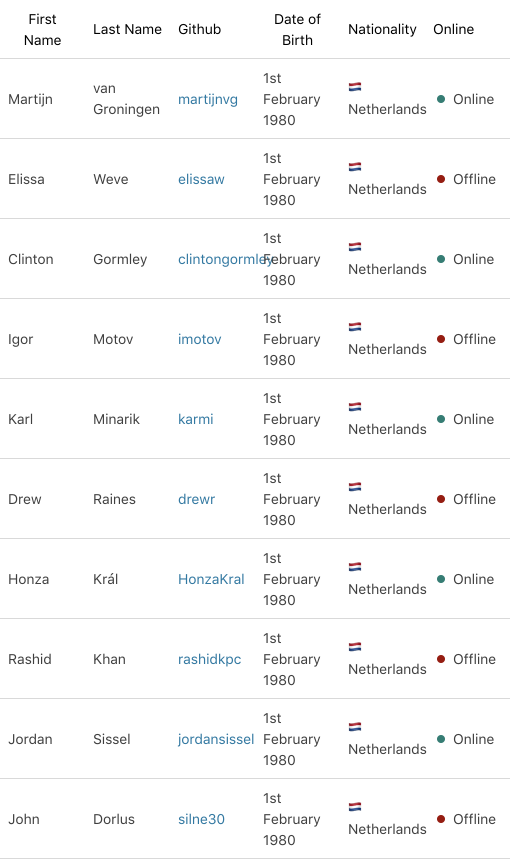 First Name Last Name Github Date of Birth Nationality Online
Martijn van Groningen martijnvg 1st February 1980 Netherlands Online
Elissa Weve elissaw 1st February 1980 Netherlands Offline
Clinton Gormley clintongormley 1st February 1980 Netherlands Online
Igor Motov imotov 1st February 1980 Netherlands Offline
Karl Minarik karmi 1st February 1980 Netherlands Online
Drew Raines drewr 1st February 1980 Netherlands Offline
Honza Král HonzaKral 1st February 1980 Netherlands Online
Rashid Khan rashidkpc 1st February 1980 Netherlands Offline
Jordan Sissel jordansissel 1st February 1980 Netherlands Online
John Dorlus silne30 1st February 1980 Netherlands Offline